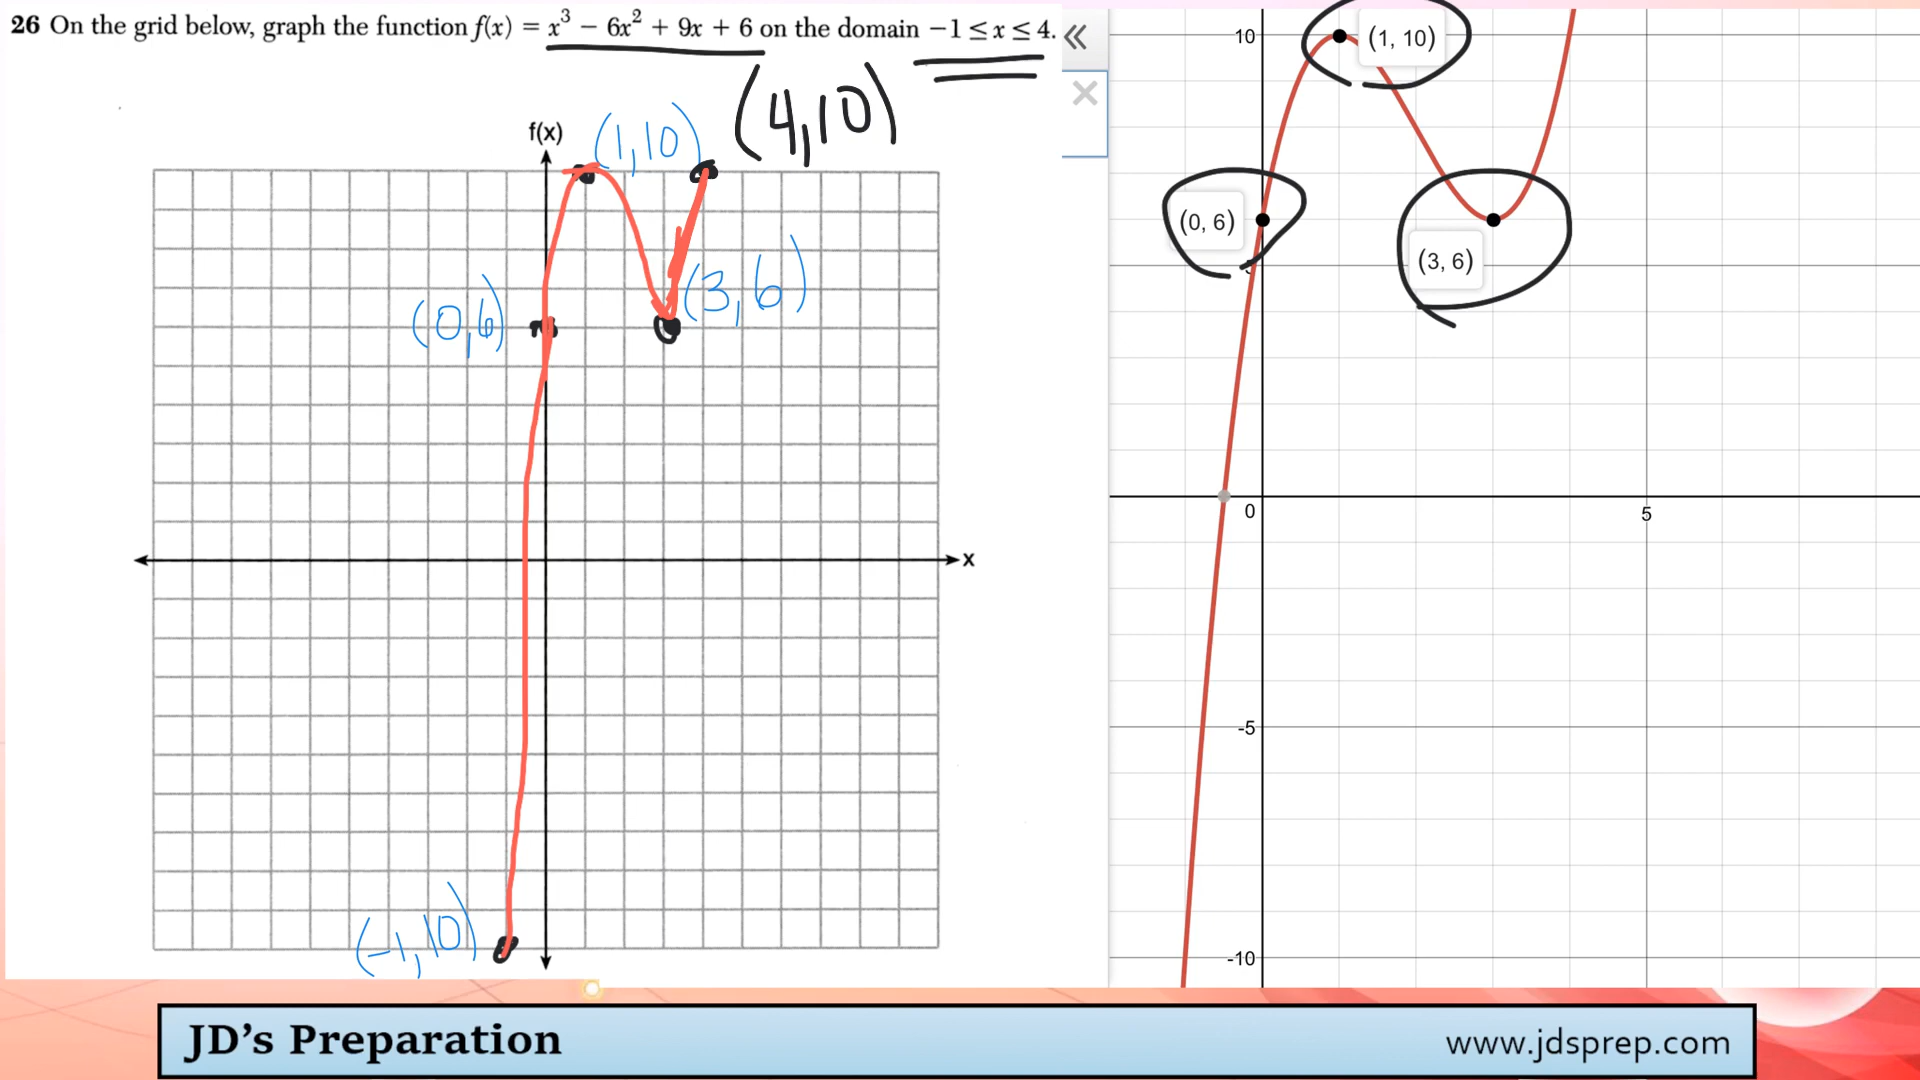 26 On the grid below, graph the function f(x) = x³ − 6x² + 9x + 6 on the domain −1 ≤ x ≤ 4.
(4,10)
f(x)
(1,10)
(3,6)
(0,6)
x
(-1,10)
10
(1, 10)
(0, 6)
(3, 6)
0
5
-5
-10
JD's Preparation
www.jdsprep.com